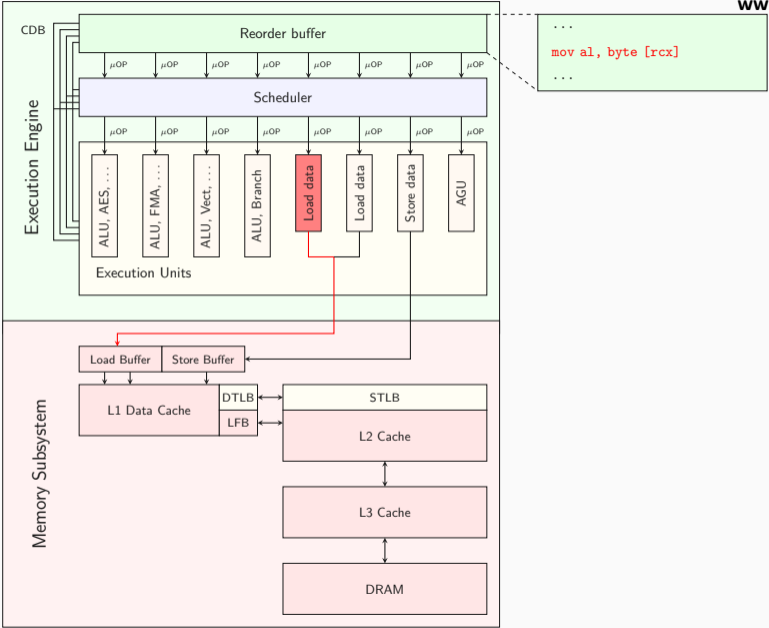 ww
CDB
Reorder buffer
...
mov al, byte [rcx]
...
μOP μOP μOP μOP μOP μOP μOP μOP
Scheduler
μOP μOP μOP μOP μOP μOP μOP μOP
Execution Engine
ALU, AES, ...
ALU, FMA, ...
ALU, Vect, ...
ALU, Branch
Load data
Load data
Store data
AGU
Execution Units
Memory Subsystem
Load Buffer
Store Buffer
L1 Data Cache
DTLB
LFB
STLB
L2 Cache
L3 Cache
DRAM